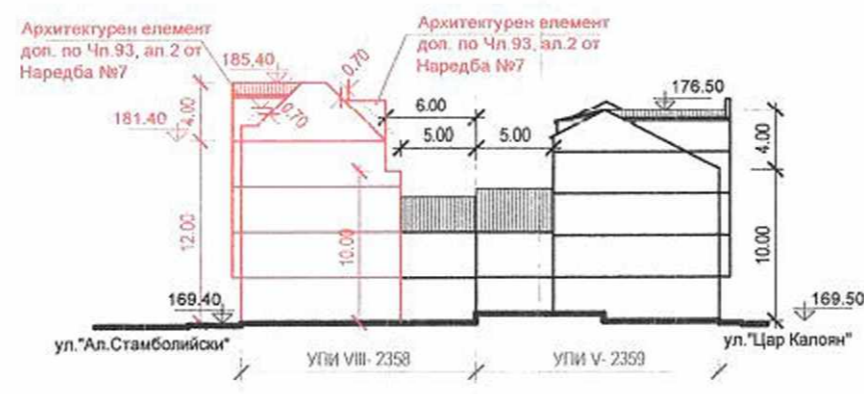 Архитектурен елемент
доп. по Чл.93, ал.2 от
Наредба №7
Архитектурен елемент
доп. по Чл.93, ал.2 от
Наредба №7
185.40
0.70
176.50
4.00
0.70
6.00
181.40
5.00
5.00
4.00
12.00
10.00
10.00
169.40
169.50
ул."Ал.Стамболийски"
ул."Цар Калоян"
УПИ VIII- 2358
УПИ V- 2359